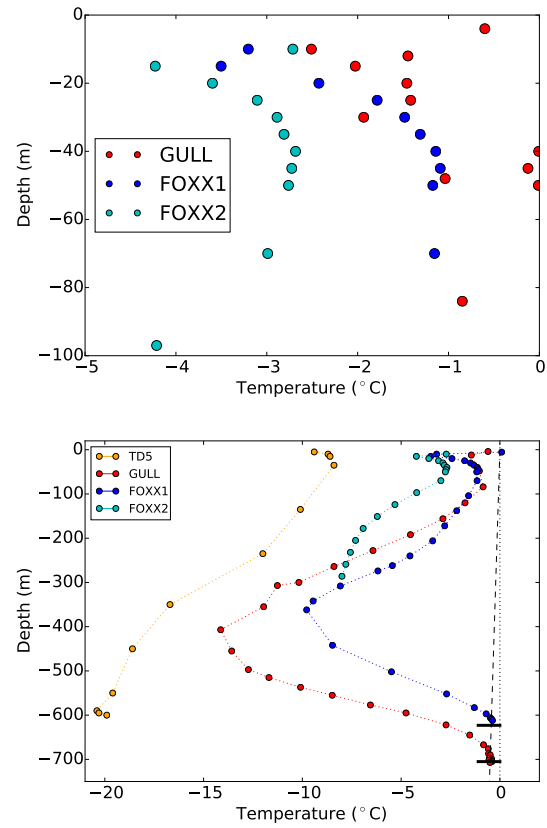 0
−20
−40
−60
−80
−100
Depth (m)
GULL
FOXX1
FOXX2
−5 −4 −3 −2 −1 0
Temperature (°C)
0
−100
−200
−300
−400
−500
−600
−700
Depth (m)
TD5
GULL
FOXX1
FOXX2
−20 −15 −10 −5 0
Temperature (°C)